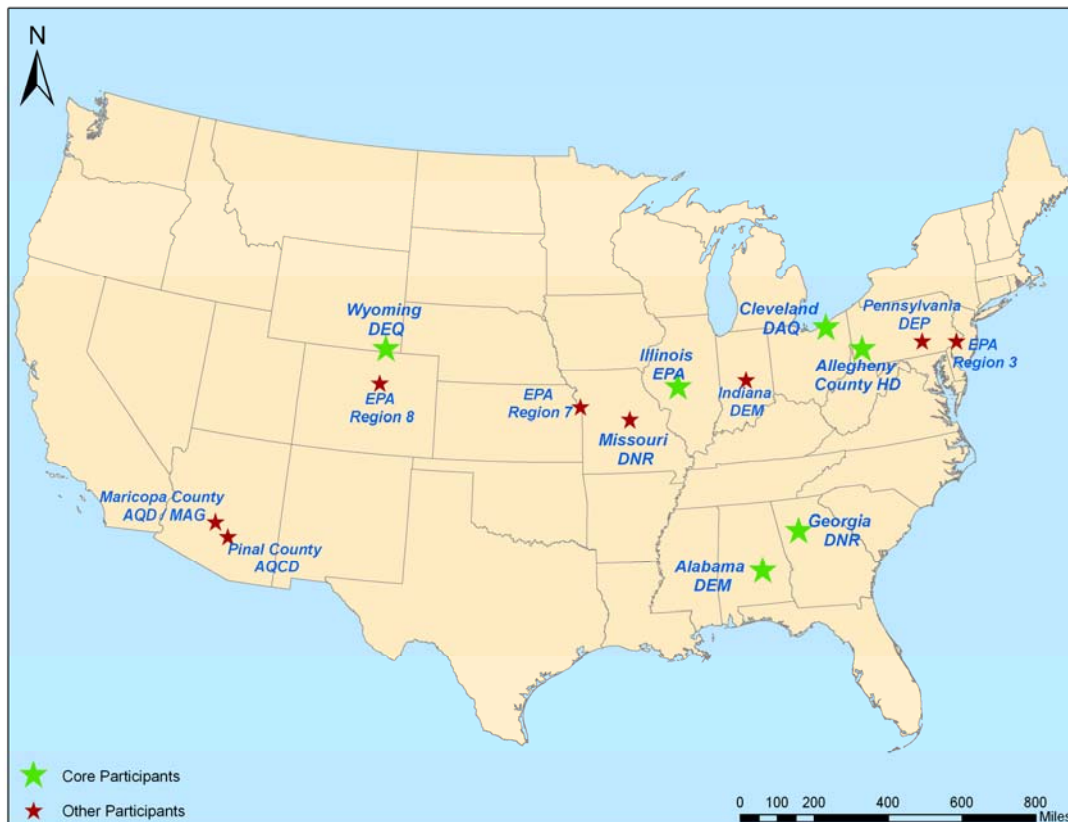 N
Wyoming
DEQ
EPA
Region 8
Cleveland
DAQ
Pennsylvania
DEP
EPA
Region 3
Allegheny
County HD
Illinois
EPA
Indiana
DEM
EPA
Region 7
Missouri
DNR
Maricopa County
AQD / MAG
Pinal County
AQCD
Georgia
DNR
Alabama
DEM
Core Participants
Other Participants
0 100 200 400 600 800
Miles